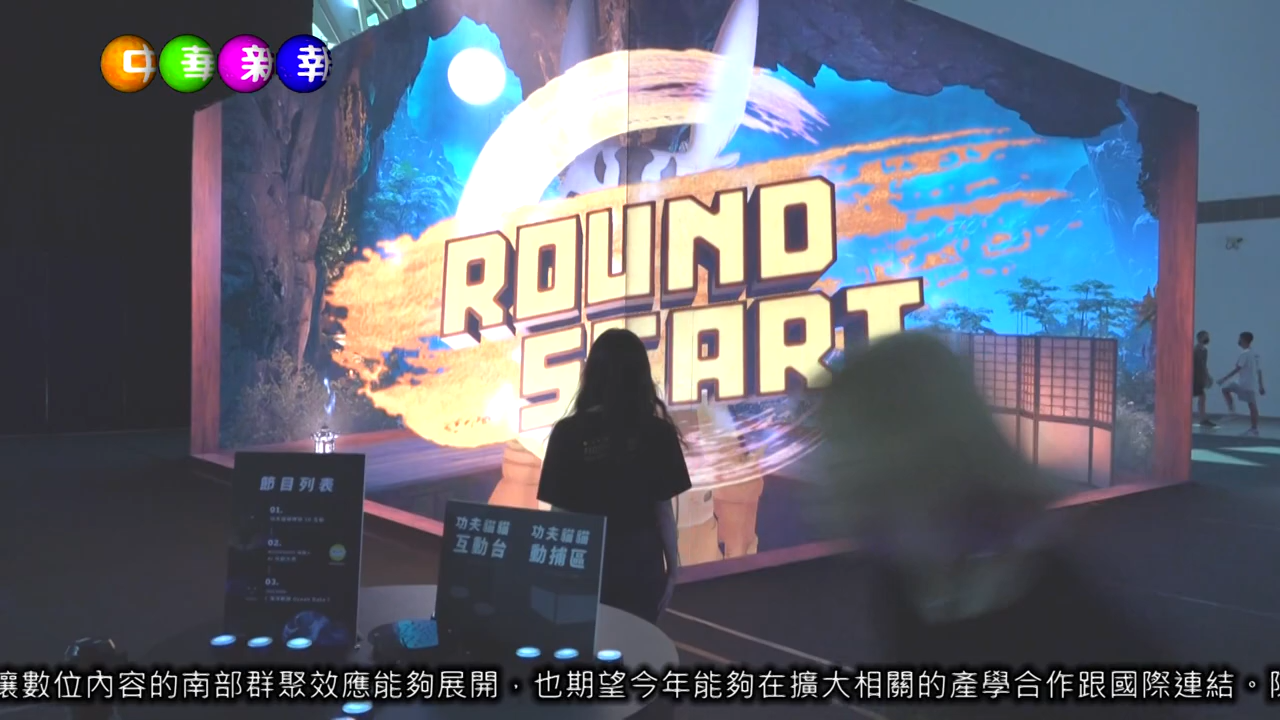 中華新幹
ROUND
START
節目列表
01.
02.
03.
功夫貓貓
互動台
功夫貓貓
動捕區
讓數位內容的南部群聚效應能夠展開，也期望今年能夠在擴大相關的產學合作跟國際連結。